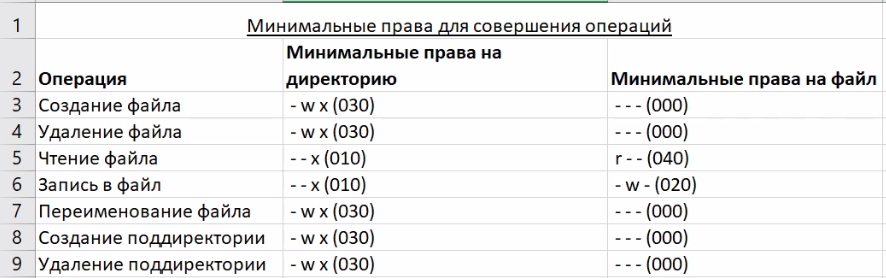 1 Минимальные права для совершения операций
Минимальные права на
2 Операция директорию Минимальные права на файл
3 Создание файла - w x (030) - - - (000)
4 Удаление файла - w x (030) - - - (000)
5 Чтение файла - - x (010) r - - (040)
6 Запись в файл - - x (010) - w - (020)
7 Переименование файла - w x (030) - - - (000)
8 Создание поддиректории - w x (030) - - - (000)
9 Удаление поддиректории - w x (030) - - - (000)